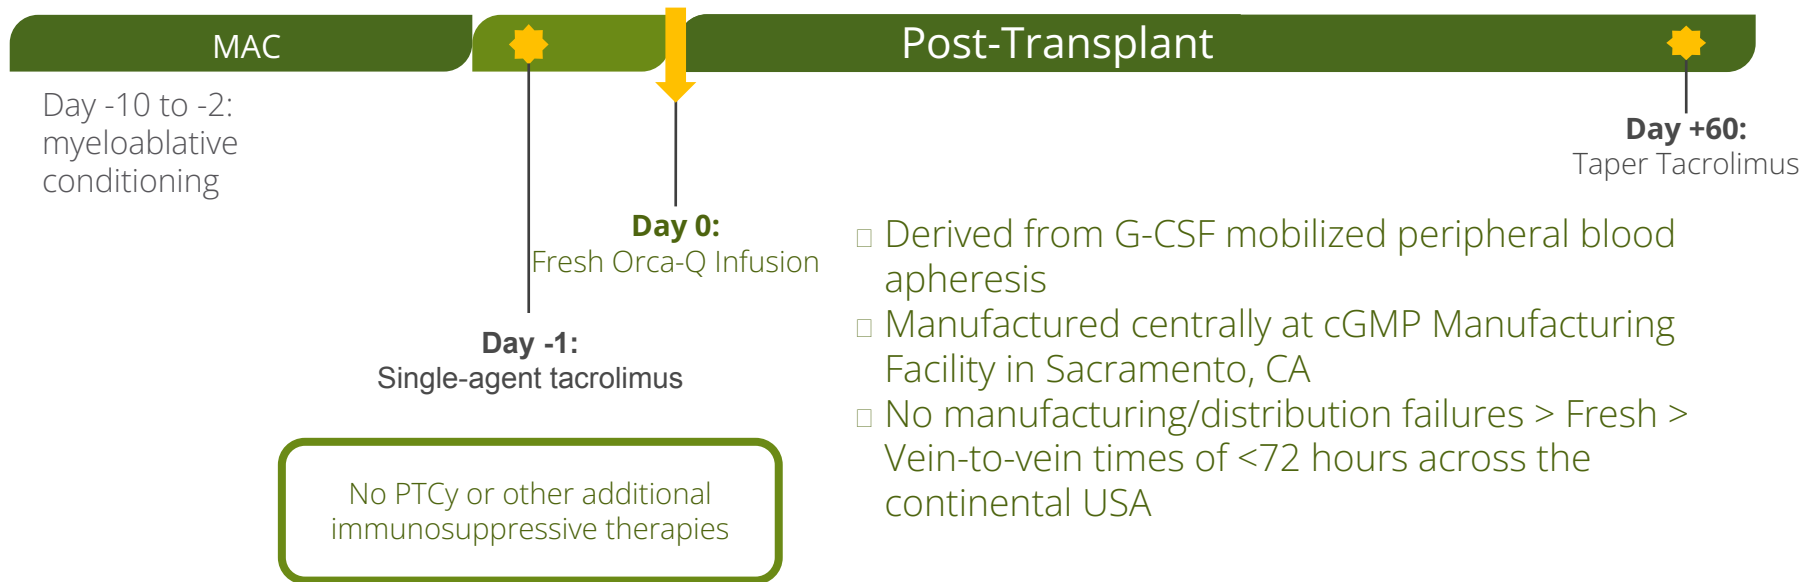 MAC
Post-Transplant
Day -10 to -2:
myeloablative
conditioning
Day +60:
Taper Tacrolimus
Day 0:
Fresh Orca-Q Infusion
Day -1:
Single-agent tacrolimus
No PTCy or other additional
immunosuppressive therapies
Derived from G-CSF mobilized peripheral blood
apheresis
Manufactured centrally at cGMP Manufacturing
Facility in Sacramento, CA
No manufacturing/distribution failures > Fresh >
Vein-to-vein times of <72 hours across the
continental USA